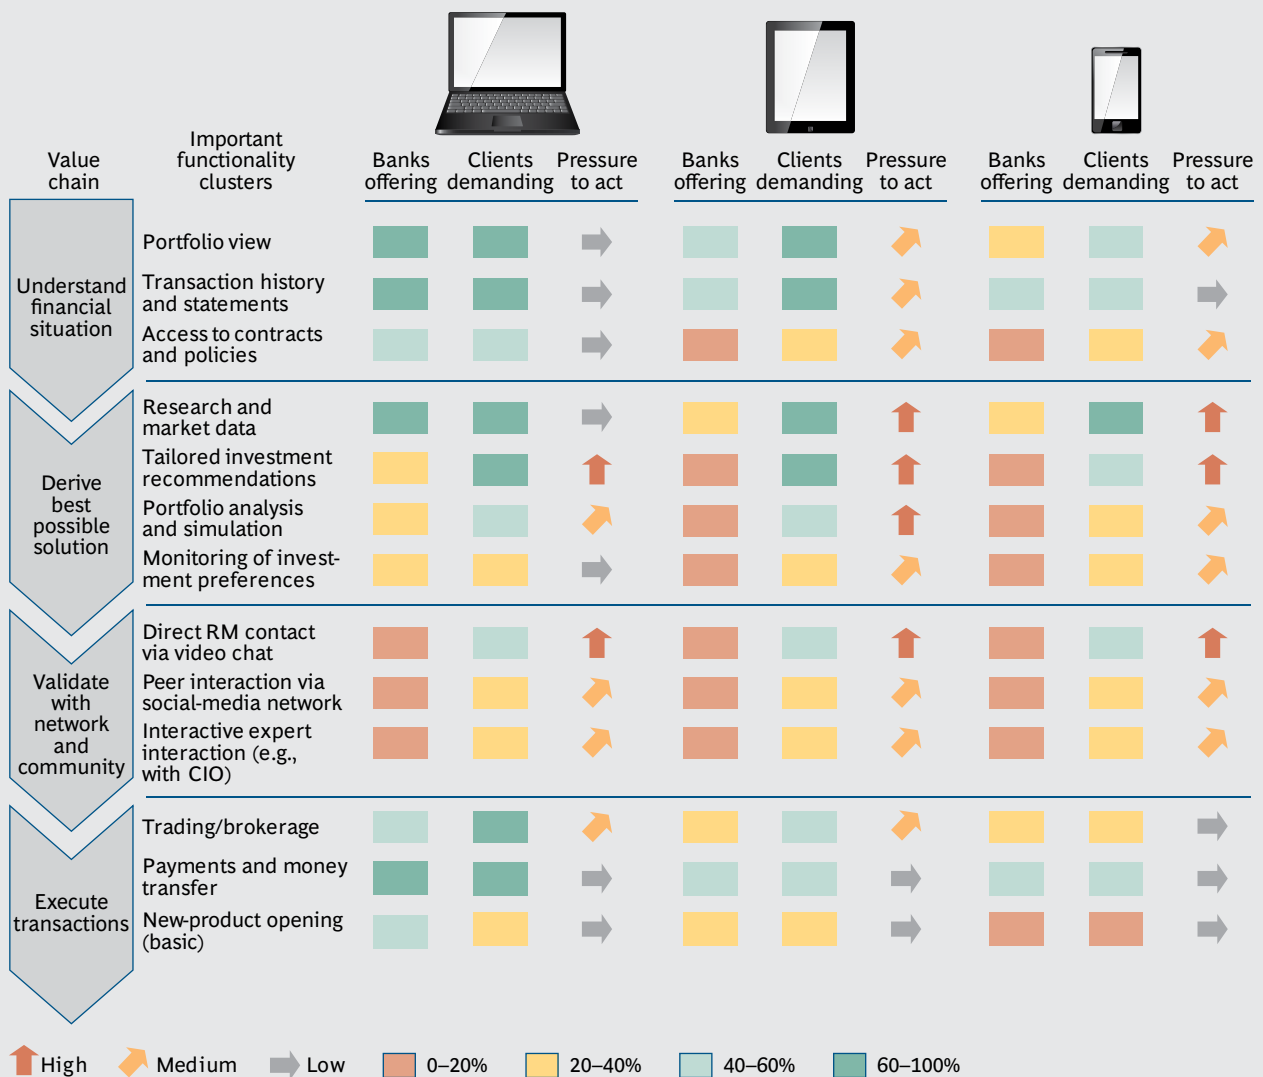 Value
chain
Important
functionality
clusters
Banks
offering
Clients
demanding
Pressure
to act
Banks
offering
Clients
demanding
Pressure
to act
Banks
offering
Clients
demanding
Pressure
to act
Understand
financial
situation
Portfolio view
Transaction history
and statements
Access to contracts
and policies
Derive
best
possible
solution
Research and
market data
Tailored investment
recommendations
Portfolio analysis
and simulation
Monitoring of invest-
ment preferences
Validate
with
network
and
community
Direct RM contact
via video chat
Peer interaction via
social-media network
Interactive expert
interaction (e.g.,
with CIO)
Execute
transactions
Trading/brokerage
Payments and money
transfer
New-product opening
(basic)
High
Medium
Low
0–20%
20–40%
40–60%
60–100%